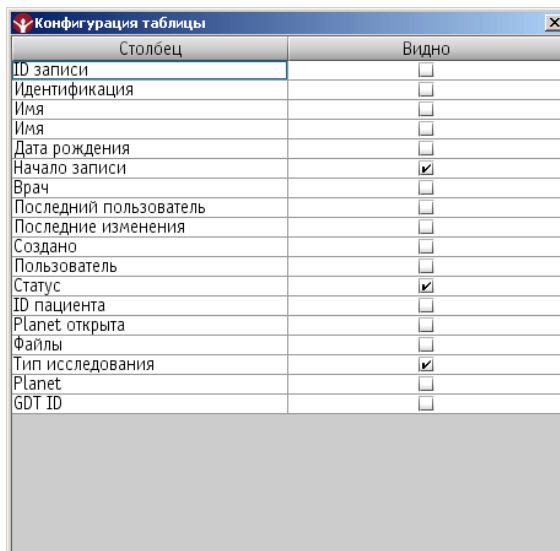 Конфигурация таблицы
Столбец Видно
ID записи
Идентификация
Имя
Имя
Дата рождения
Начало записи
Врач
Последний пользователь
Последние изменения
Создано
Пользователь
Статус
ID пациента
Planet открыта
Файлы
Тип исследования
Planet
GDT ID